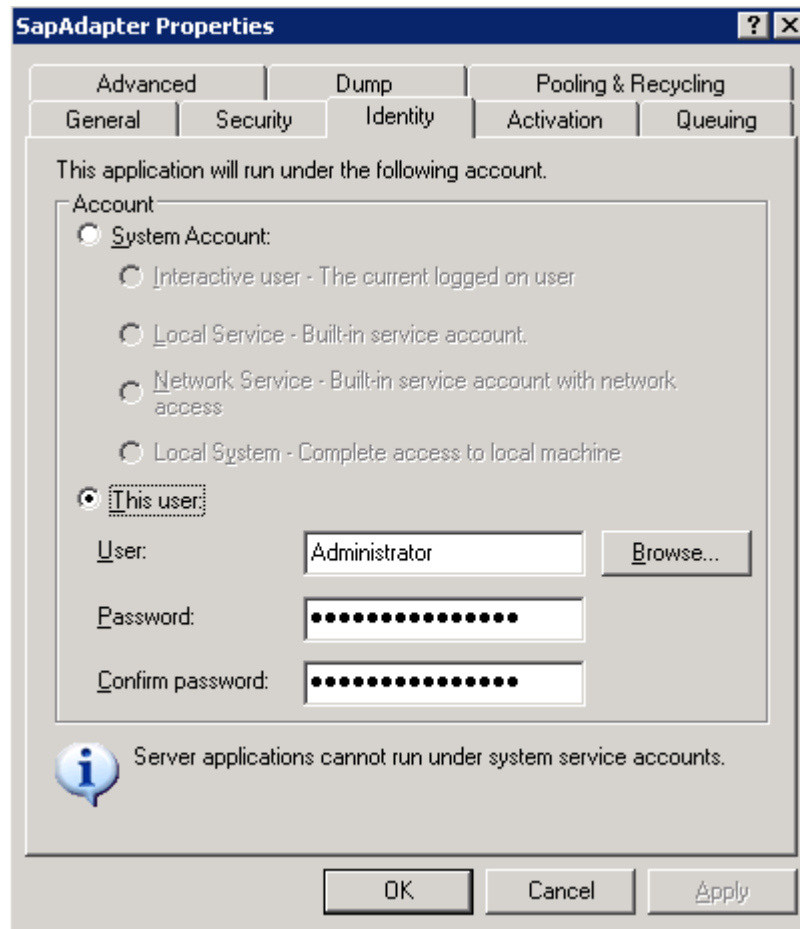 SapAdapter Properties
Advanced Dump Pooling & Recycling
General Security Identity Activation Queuing
This application will run under the following account.
Account
System Account:
Interactive user - The current logged on user
Local Service - Built-in service account.
Network Service - Built-in service account with network
access
Local System - Complete access to local machine
This user:
User: Administrator Browse...
Password: ●●●●●●●●●●●●●●●
Confirm password: ●●●●●●●●●●●●●●●
Server applications cannot run under system service accounts.
OK Cancel Apply